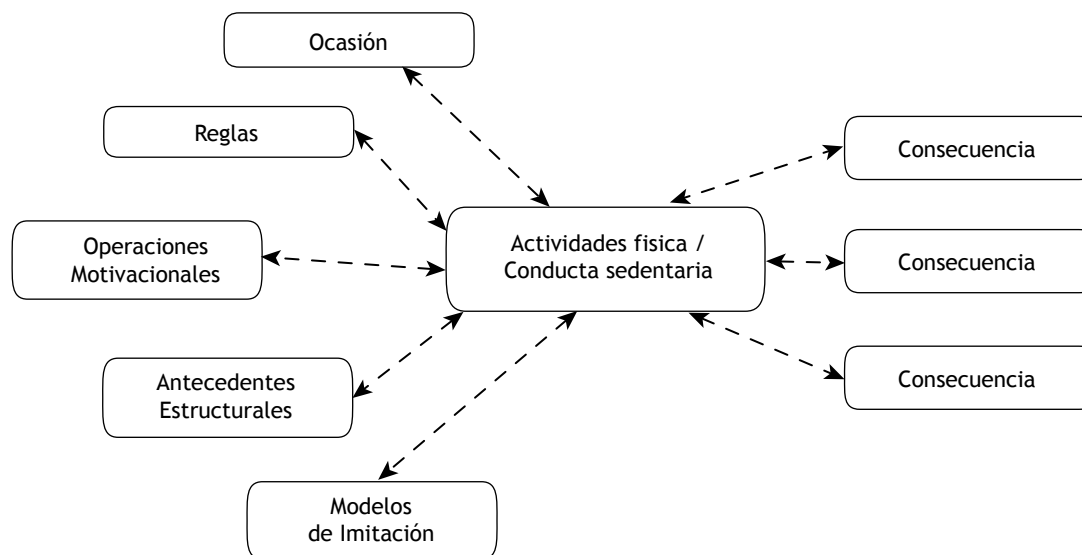 Ocasión
Reglas
Operaciones
Motivacionales
Antecedentes
Estructurales
Modelos
de Imitación
Actividades fisica /
Conducta sedentaria
Consecuencia
Consecuencia
Consecuencia